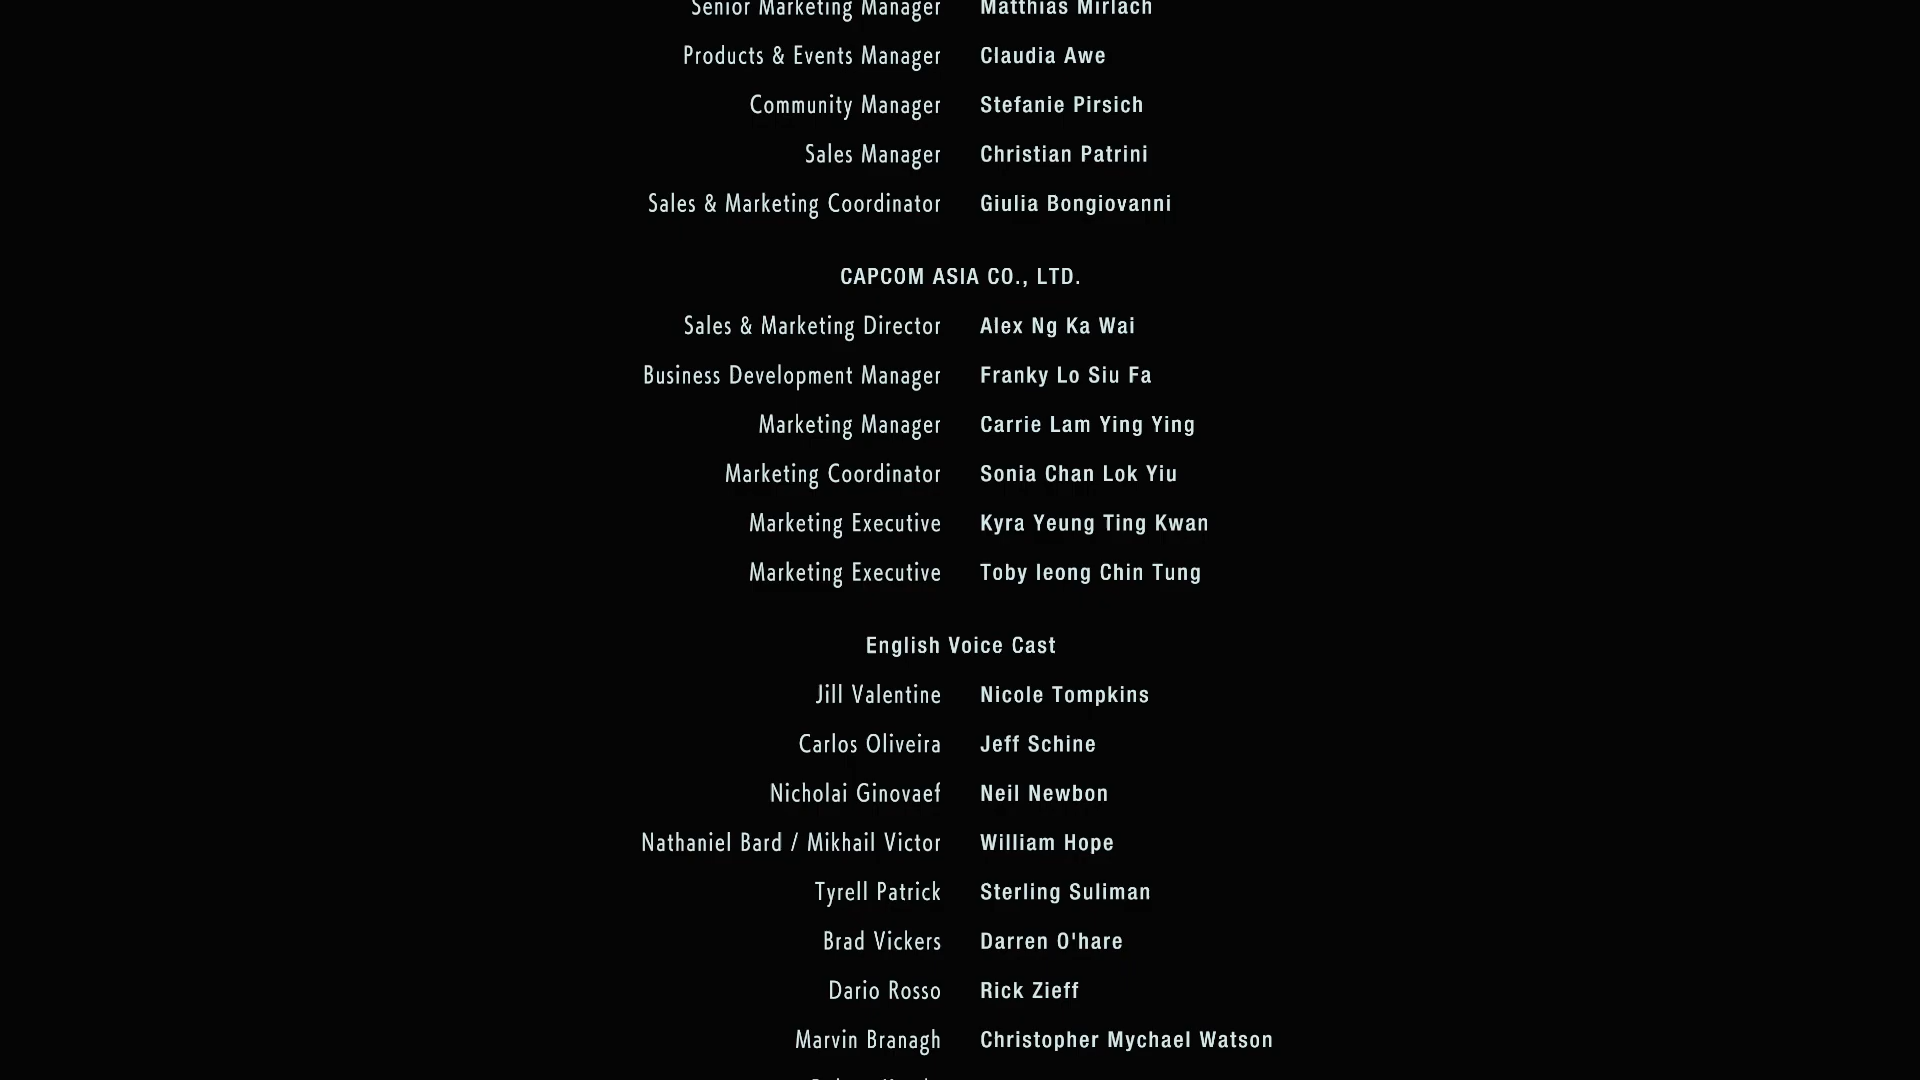 Senior Marketing Manager Matthias Mirlach
Products & Events Manager Claudia Awe
Community Manager Stefanie Pirsich
Sales Manager Christian Patrini
Sales & Marketing Coordinator Giulia Bongiovanni
CAPCOM ASIA CO., LTD.
Sales & Marketing Director Alex Ng Ka Wai
Business Development Manager Franky Lo Siu Fa
Marketing Manager Carrie Lam Ying Ying
Marketing Coordinator Sonia Chan Lok Yiu
Marketing Executive Kyra Yeung Ting Kwan
Marketing Executive Toby Ieong Chin Tung
English Voice Cast
Jill Valentine Nicole Tompkins
Carlos Oliveira Jeff Schine
Nicholai Ginovaef Neil Newbon
Nathaniel Bard / Mikhail Victor William Hope
Tyrell Patrick Sterling Suliman
Brad Vickers Darren O'hare
Dario Rosso Rick Zieff
Marvin Branagh Christopher Mychael Watson